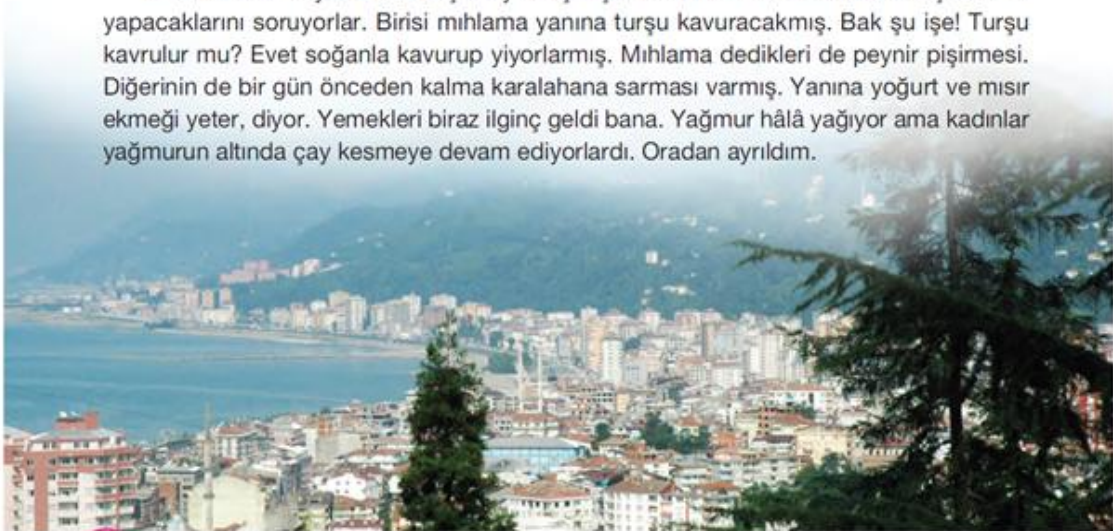 yapacaklarını soruyorlar. Birisi mıhlama yanına turşu kavuracakmış. Bak şu işe! Turşu
kavrulur mu? Evet soğanla kavurup yiyorlarmış. Mıhlama dedikleri de peynir pişirmesi.
Diğerinin de bir gün önceden kalma karalahana sarması varmış. Yanına yoğurt ve mısır
ekmeği yeter, diyor. Yemekleri biraz ilginç geldi bana. Yağmur hâlâ yağıyor ama kadınlar
yağmurun altında çay kesmeye devam ediyorlardı. Oradan ayrıldım.